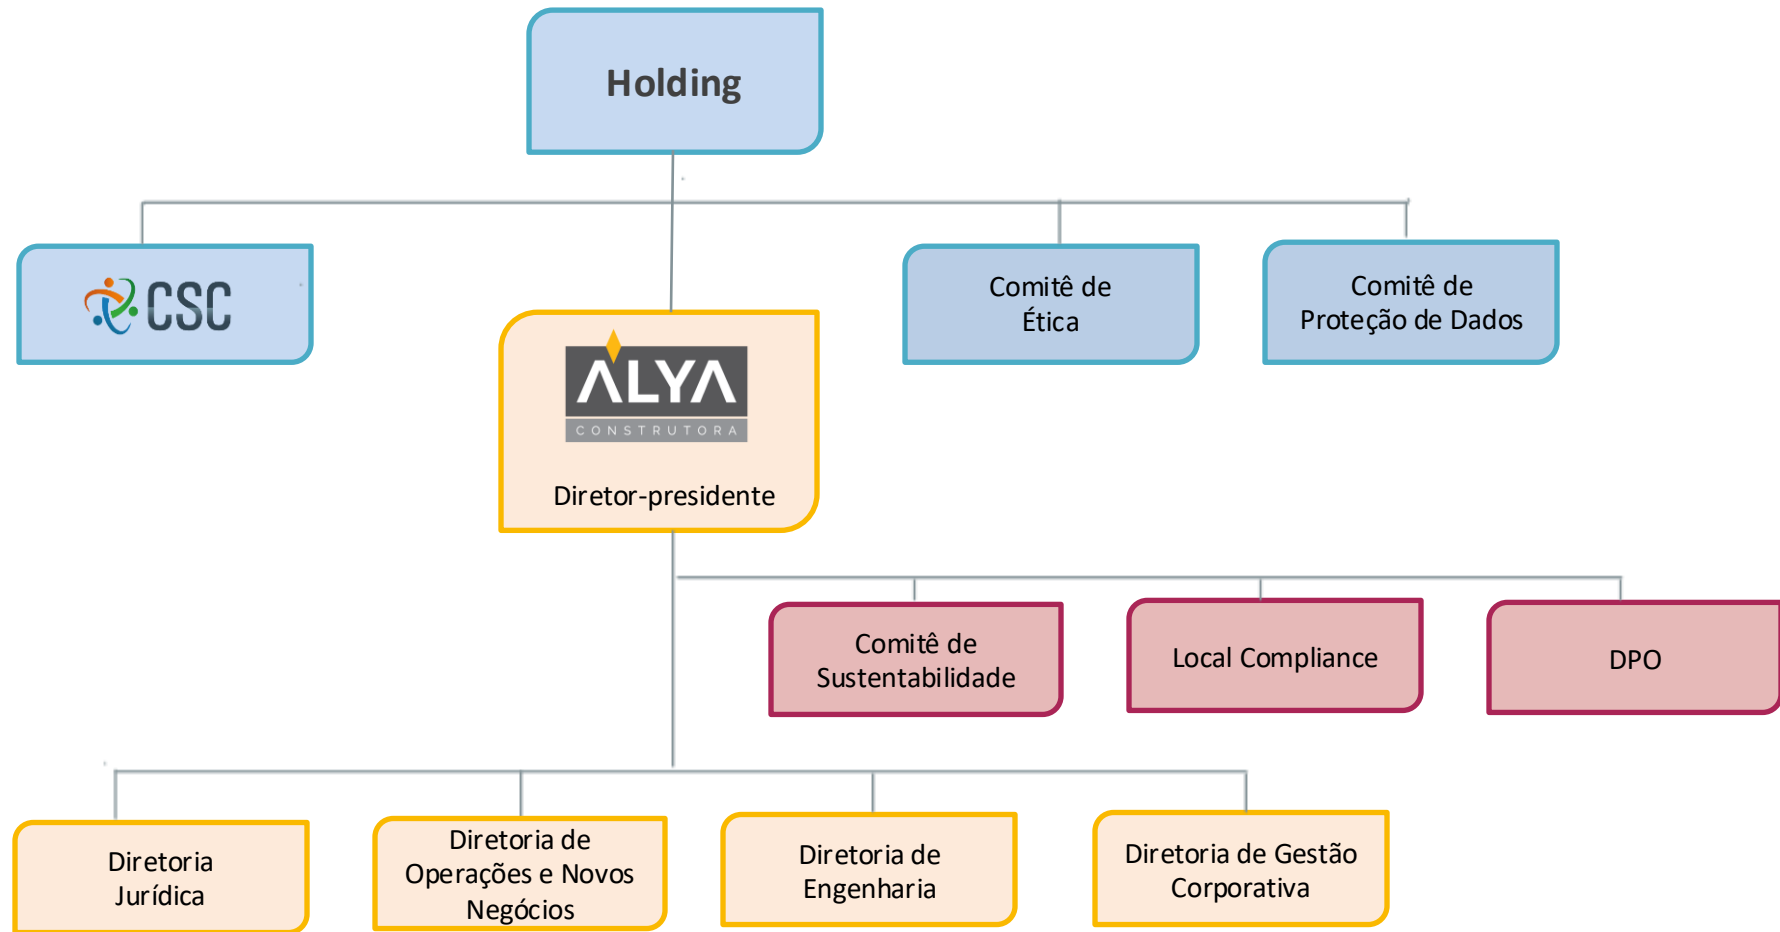 Holding
CSC
Comitê de
Ética
Comitê de
Proteção de Dados
ALYA
CONSTRUTORA
Diretor-presidente
Comitê de
Sustentabilidade
Local Compliance
DPO
Diretoria
Jurídica
Diretoria de
Operações e Novos
Negócios
Diretoria de
Engenharia
Diretoria de Gestão
Corporativa